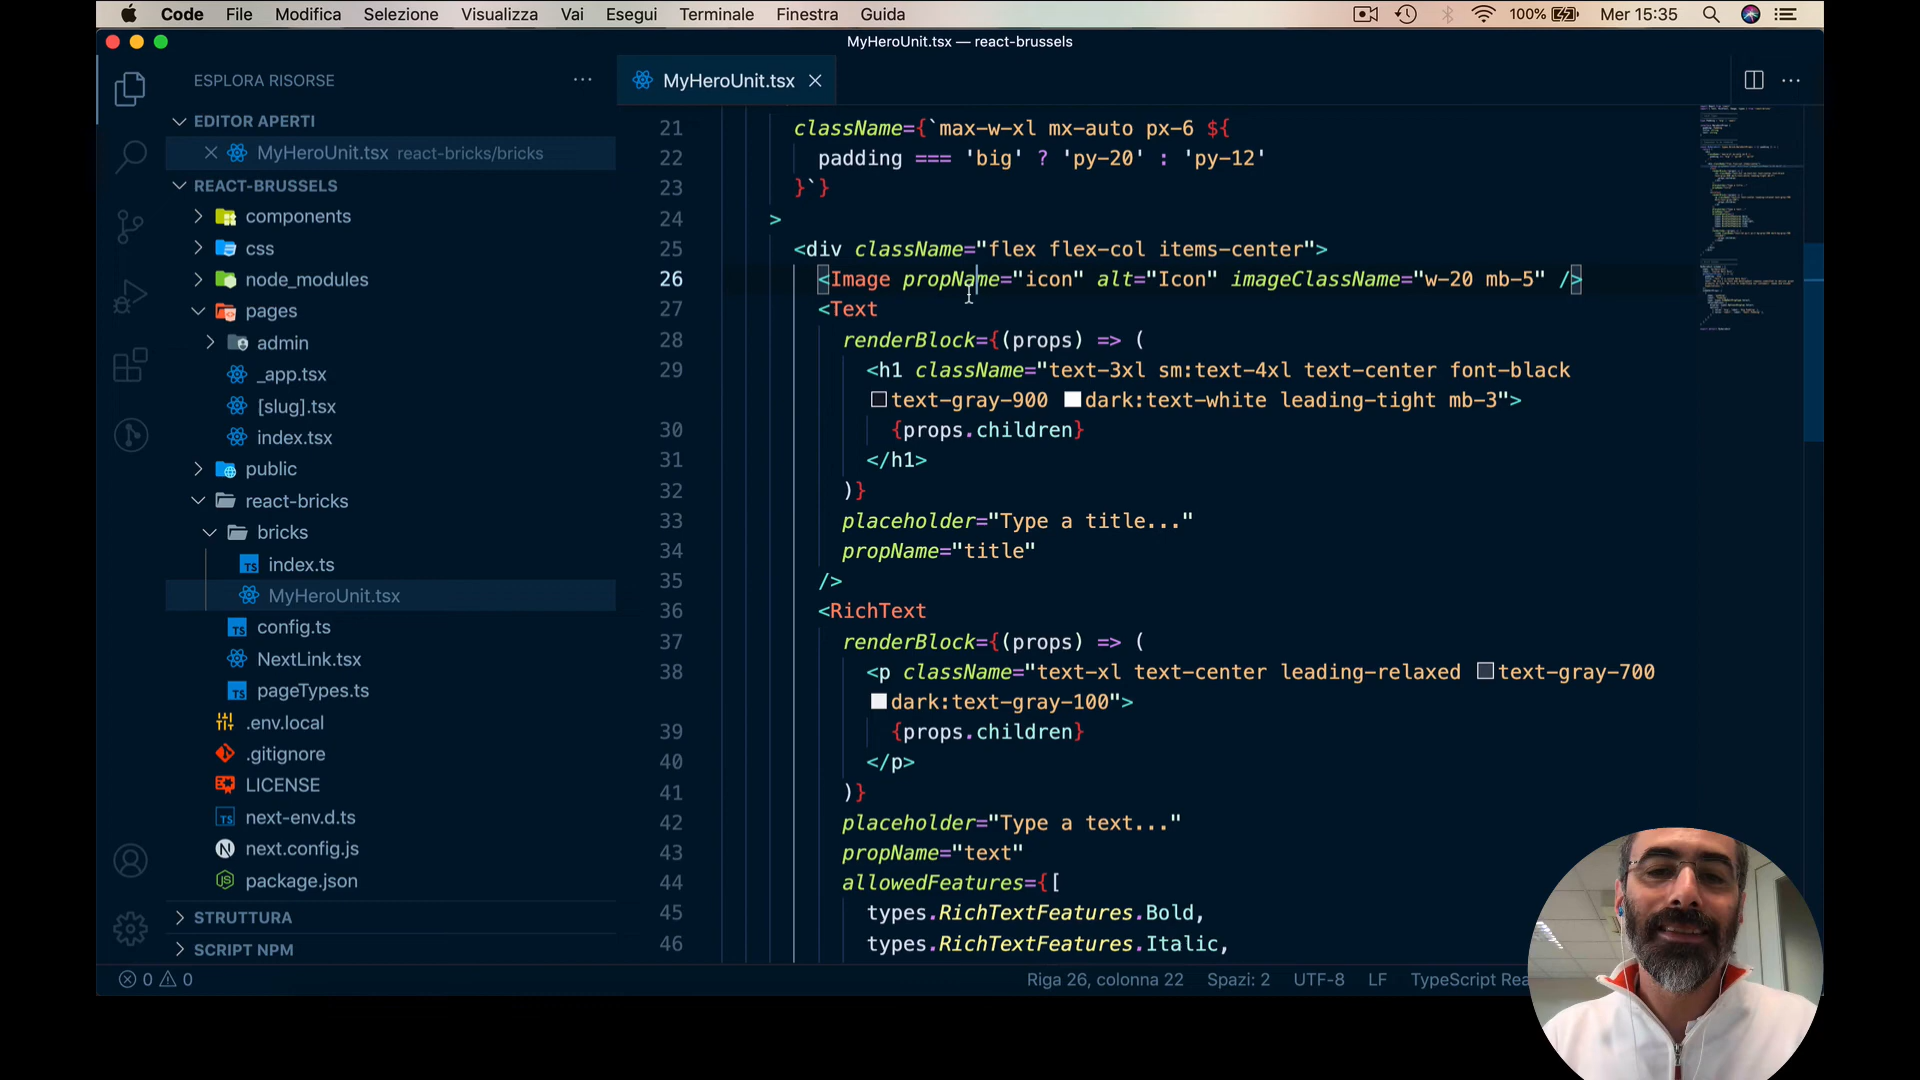 Code File Modifica Selezione Visualizza Vai Esegui Terminale Finestra Guida 100% Mer 15:35
MyHeroUnit.tsx — react-brussels
ESPLORA RISORSE
MyHeroUnit.tsx
EDITOR APERTI
MyHeroUnit.tsx react-bricks/bricks
REACT-BRUSSELS
components
css
node_modules
pages
admin
_app.tsx
[slug].tsx
index.tsx
public
react-bricks
bricks
index.ts
MyHeroUnit.tsx
config.ts
NextLink.tsx
pageTypes.ts
.env.local
.gitignore
LICENSE
next-env.d.ts
next.config.js
package.json
STRUTTURA
SCRIPT NPM
21 className={`max-w-xl mx-auto px-6 ${
22 padding === 'big' ? 'py-20' : 'py-12'
23 }`}
24 >
25 <div className="flex flex-col items-center">
26 <Image propName="icon" alt="Icon" imageClassName="w-20 mb-5" />
27 <Text
28 renderBlock={(props) => (
29 <h1 className="text-3xl sm:text-4xl text-center font-black
text-gray-900 dark:text-white leading-tight mb-3">
30 {props.children}
31 </h1>
32 )}
33 placeholder="Type a title..."
34 propName="title"
35 />
36 <RichText
37 renderBlock={(props) => (
38 <p className="text-xl text-center leading-relaxed text-gray-700
dark:text-gray-100">
39 {props.children}
40 </p>
41 )}
42 placeholder="Type a text..."
43 propName="text"
44 allowedFeatures={[
45 types.RichTextFeatures.Bold,
46 types.RichTextFeatures.Italic,
0 0 Riga 26, colonna 22 Spazi: 2 UTF-8 LF TypeScript Rea